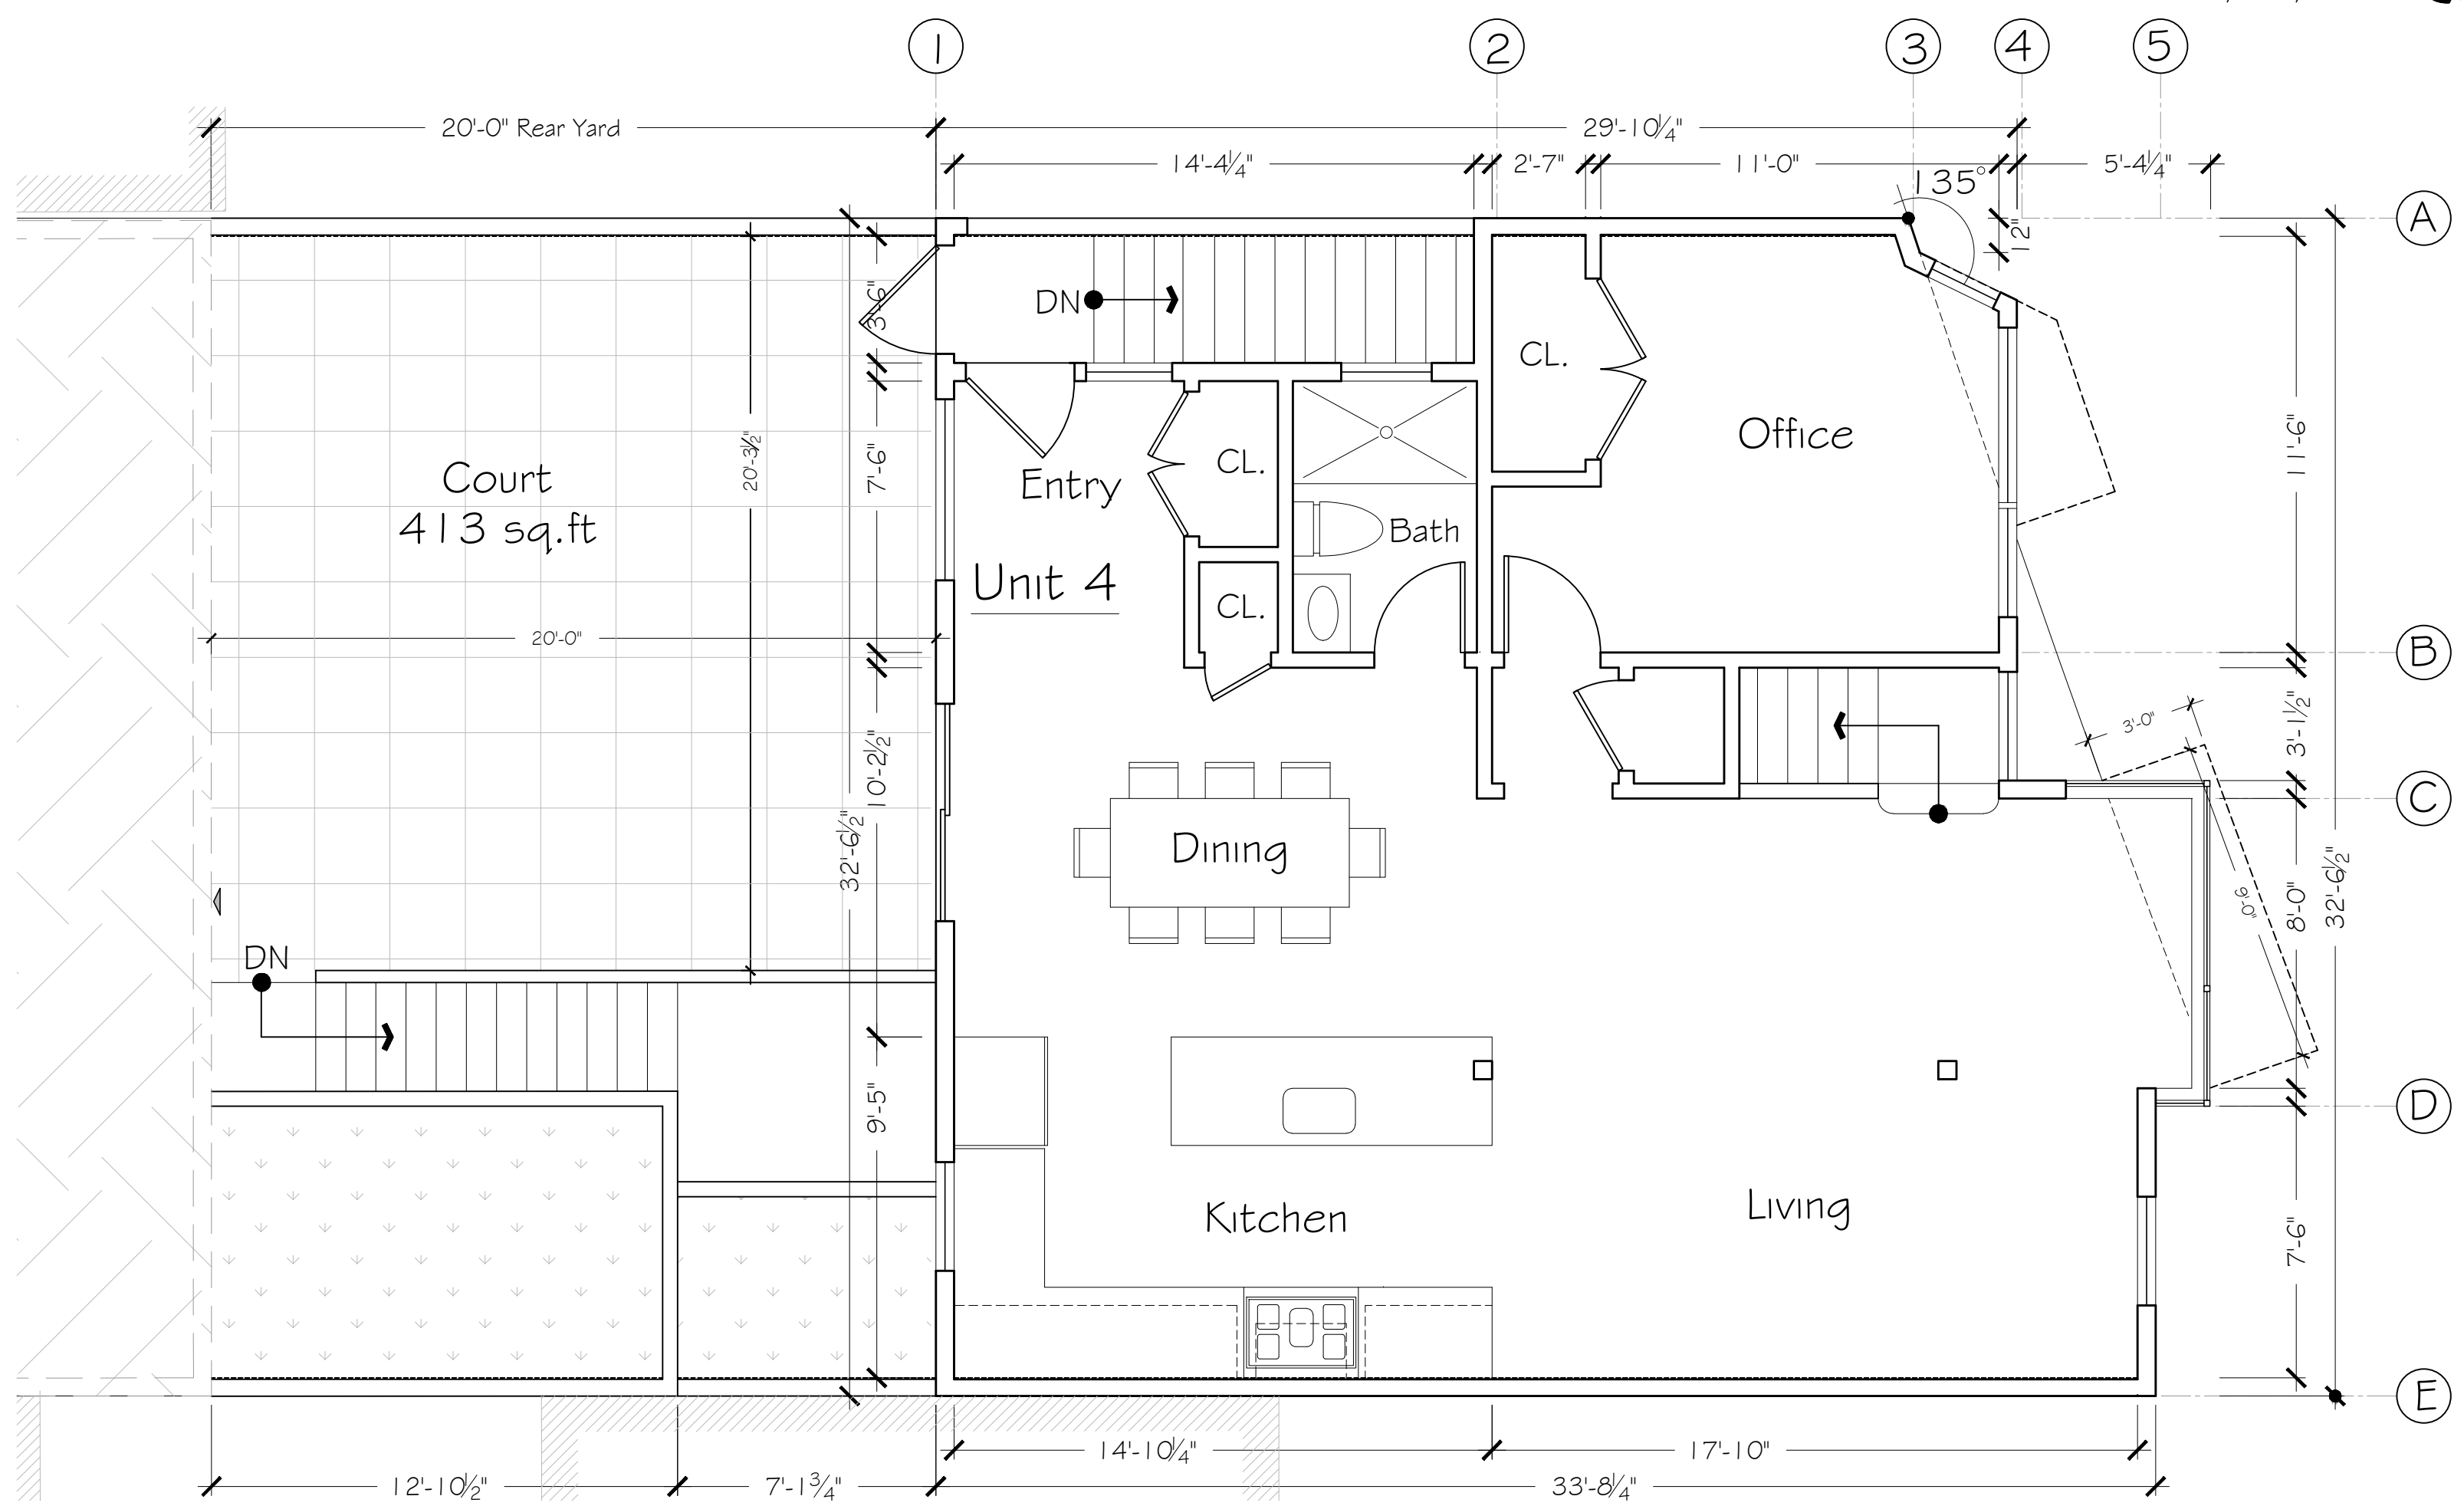 1
2
3
4
5
20'-0" Rear Yard
29'-10¼"
14'-4¼"
2'-7"
11'-0"
5'-4¼"
135°
12"
A
3'-6"
DN
CL.
Office
11'-6"
Court
413 sq.ft
20'-3½"
7'-6"
Entry
CL.
Bath
Unit 4
CL.
20'-0"
B
3'-0"
3'-1½"
10'-2½"
C
32'-6½"
Dining
9'-0"
8'-0"
32'-6½"
DN
9'-5"
D
Kitchen
Living
7'-6"
E
14'-10¼"
17'-10"
12'-10½"
7'-1¾"
33'-8¼"